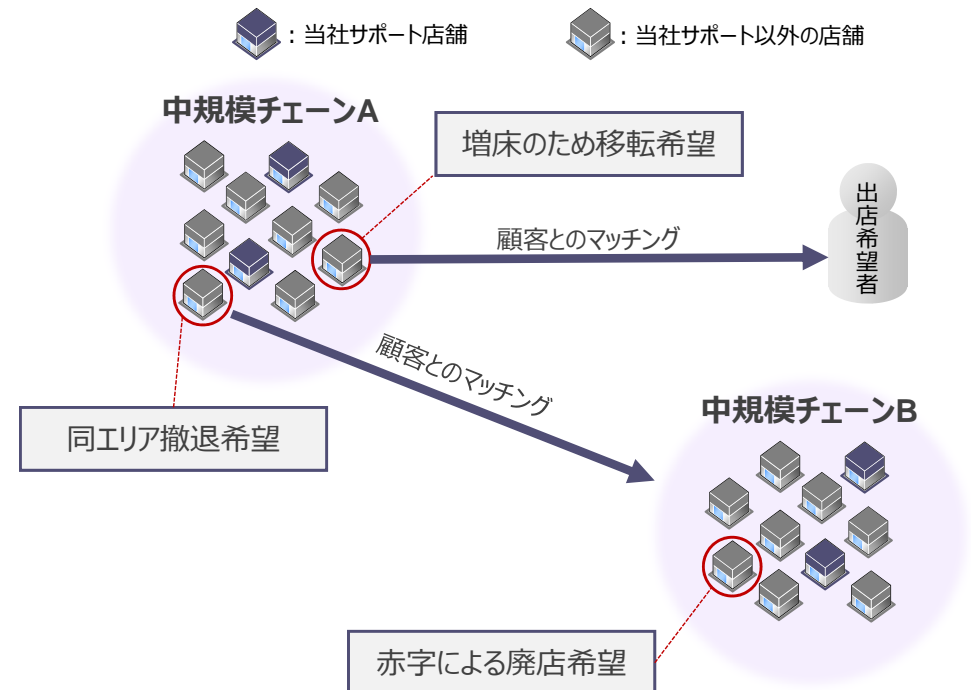 ：当社サポート店舗
：当社サポート以外の店舗
中規模チェーンA
増床のため移転希望
顧客とのマッチング
出店希望者
顧客とのマッチング
同エリア撤退希望
中規模チェーンB
赤字による廃店希望